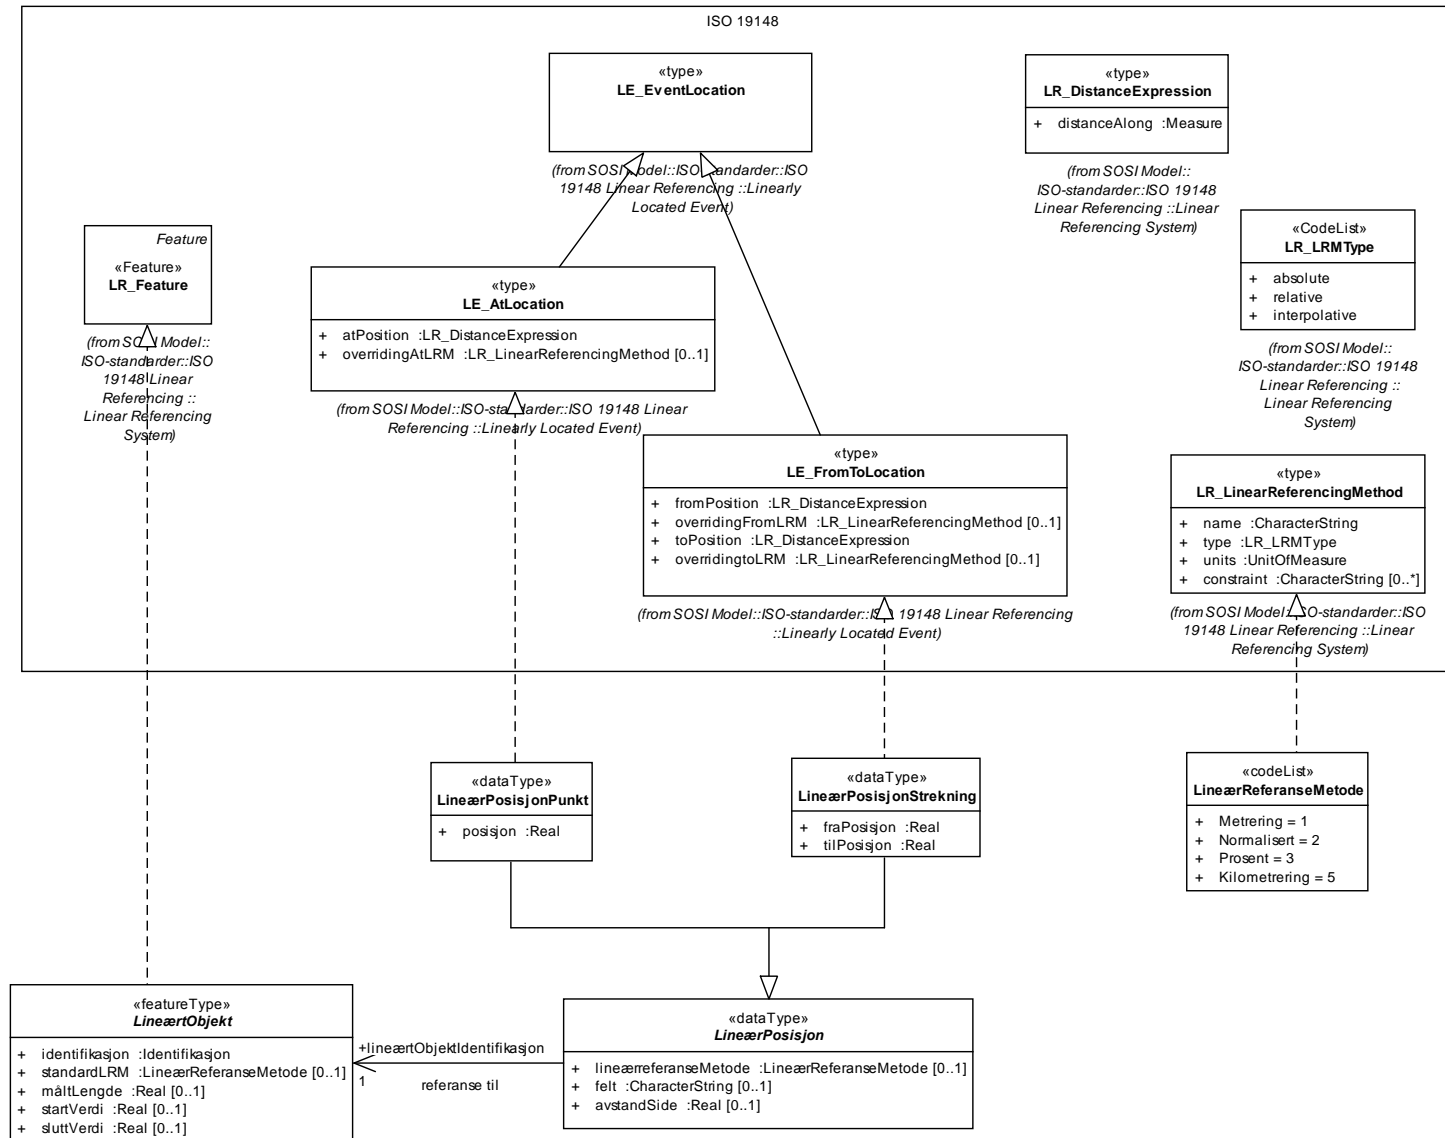 ISO 19148
«type»
LE_EventLocation
(from SOSI Model::ISO-standarder::ISO
19148 Linear Referencing ::Linearly
Located Event)
«type»
LR_DistanceExpression
+ distanceAlong :Measure
(from SOSI Model::
ISO-standarder::ISO 19148
Linear Referencing ::Linear
Referencing System)
«CodeList»
LR_LRMType
+ absolute
+ relative
+ interpolative
(from SOSI Model::
ISO-standarder::ISO 19148
Linear Referencing ::
Linear Referencing
System)
Feature
«Feature»
LR_Feature
(from SOSI Model::
ISO-standarder::ISO
19148 Linear
Referencing ::
Linear Referencing
System)
«type»
LE_AtLocation
+ atPosition :LR_DistanceExpression
+ overridingAtLRM :LR_LinearReferencingMethod [0..1]
(from SOSI Model::ISO-standarder::ISO 19148 Linear
Referencing ::Linearly Located Event)
«type»
LE_FromToLocation
+ fromPosition :LR_DistanceExpression
+ overridingFromLRM :LR_LinearReferencingMethod [0..1]
+ toPosition :LR_DistanceExpression
+ overridingtoLRM :LR_LinearReferencingMethod [0..1]
(from SOSI Model::ISO-standarder::ISO 19148 Linear Referencing
::Linearly Located Event)
«type»
LR_LinearReferencingMethod
+ name :CharacterString
+ type :LR_LRMType
+ units :UnitOfMeasure
+ constraint :CharacterString [0..*]
(from SOSI Model::ISO-standarder::ISO
19148 Linear Referencing ::Linear
Referencing System)
«dataType»
LineærPosisjonPunkt
+ posisjon :Real
«dataType»
LineærPosisjonStrekning
+ fraPosisjon :Real
+ tilPosisjon :Real
«codeList»
LineærReferanseMetode
+ Metrering = 1
+ Normalisert = 2
+ Prosent = 3
+ Kilometrering = 5
«featureType»
LineærtObjekt
+ identifikasjon :Identifikasjon
+ standardLRM :LineærReferanseMetode [0..1]
+ måltLengde :Real [0..1]
+ startVerdi :Real [0..1]
+ sluttVerdi :Real [0..1]
+lineærtObjektIdentifikasjon
1
referanse til
«dataType»
LineærPosisjon
+ lineærreferanseMetode :LineærReferanseMetode [0..1]
+ felt :CharacterString [0..1]
+ avstandSide :Real [0..1]